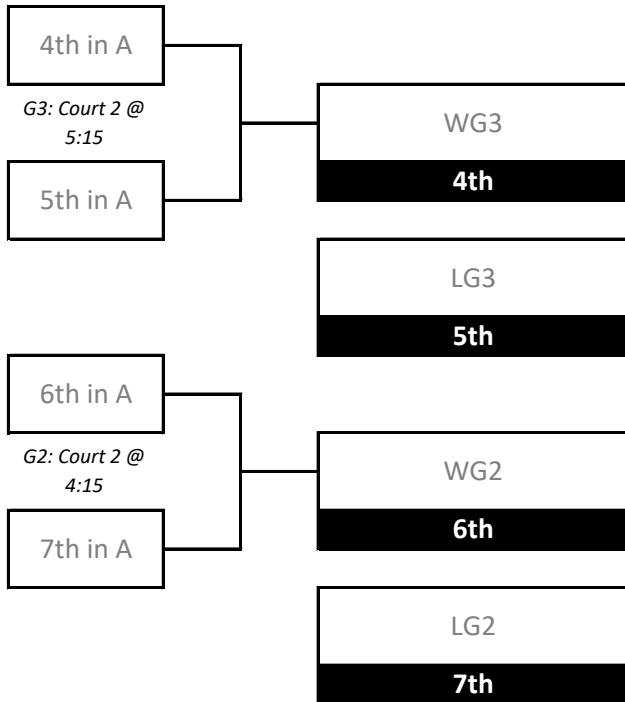 4th in A
G3: Court 2 @
5:15
5th in A
WG3
4th
LG3
5th
6th in A
G2: Court 2 @
4:15
7th in A
WG2
6th
LG2
7th